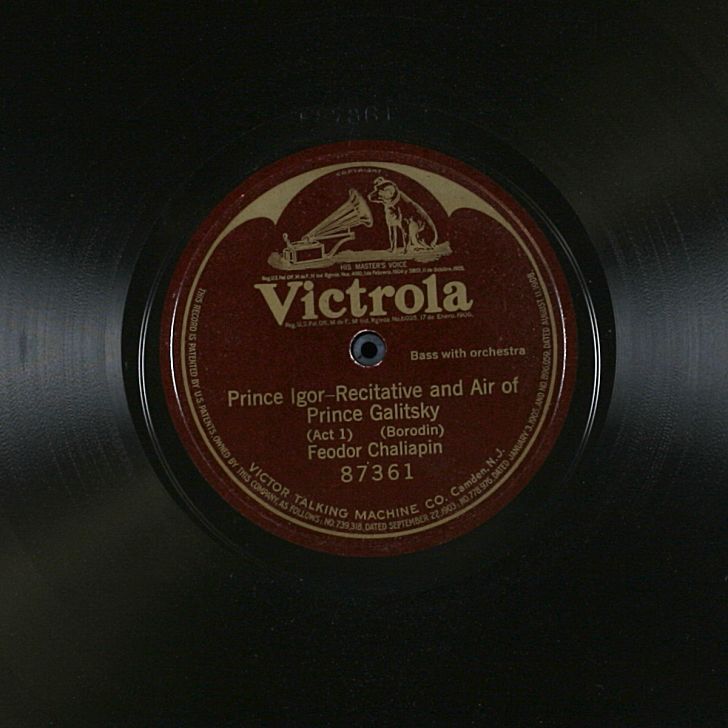 87361
COPYRIGHT
HIS MASTER'S VOICE
Victrola
Bass with orchestra
Prince Igor-Recitative and Air of
Prince Galitsky
(Act 1) (Borodin)
Feodor Chaliapin
87361
VICTOR TALKING MACHINE CO. Camden, N.J.
THIS RECORD IS PATENTED BY U.S. PATENTS OWNED BY THIS COMPANY, AS FOLLOWS: NO. 739,318, DATED SEPTEMBER 22, 1903; NO. 778,976, DATED JANUARY 3, 1905, AND NO. 896,059, DATED AUGUST 11, 1908.